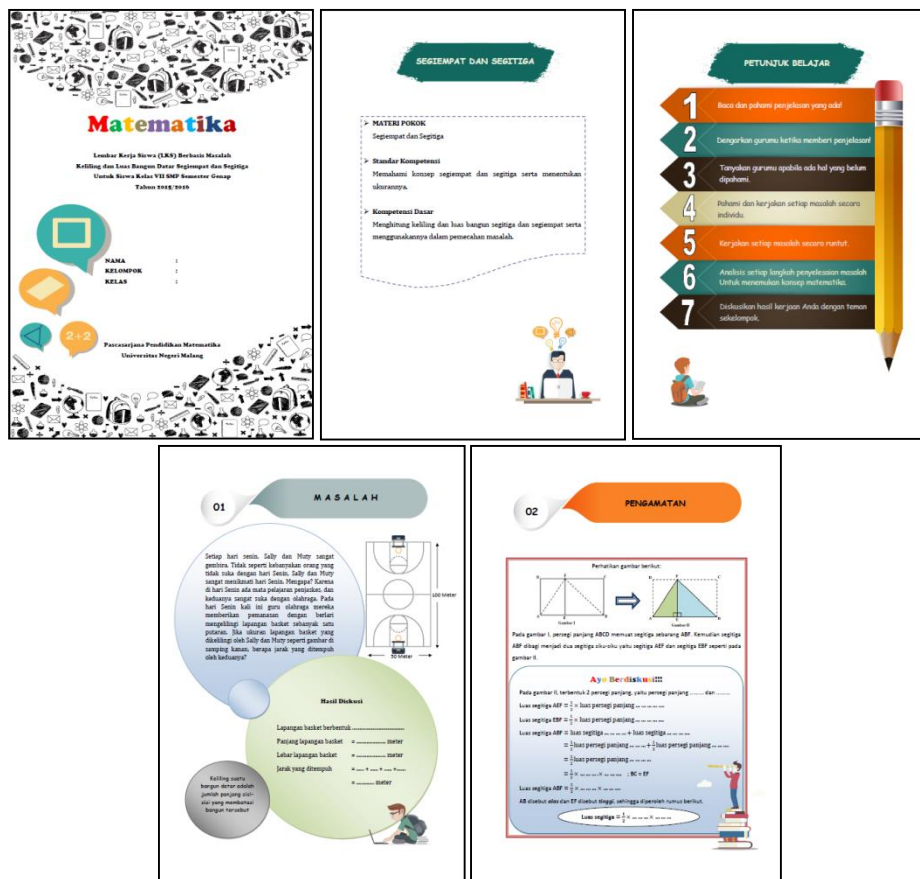 Matematika
Lembar Kerja Siswa (LKS) Berbasis Masalah
Keliling dan Luas Bangun Datar Segiempat dan Segitiga
Untuk Siswa Kelas VII SMP Semester Genap
Tahun 2015/2016
NAMA :
KELOMPOK :
KELAS :
2+2
Pascasarjana Pendidikan Matematika
Universitas Negeri Malang
SEGIEMPAT DAN SEGITIGA
➢ MATERI POKOK
Segiempat dan Segitiga
➢ Standar Kompetensi
Memahami konsep segiempat dan segitiga serta menentukan
ukurannya.
➢ Kompetensi Dasar
Menghitung keliling dan luas bangun segitiga dan segiempat serta
menggunakannya dalam pemecahan masalah.
PETUNJUK BELAJAR
1 Baca dan pahami penjelasan yang ada!
2 Dengarkan gurumu ketika memberi penjelasan!
3 Tanyakan gurumu apabila ada hal yang belum
dipahami.
4 Pahami dan kerjakan setiap masalah secara
individu.
5 Kerjakan setiap masalah secara runtut.
6 Analisis setiap langkah penyelesaian masalah
Untuk menemukan konsep matematika.
7 Diskusikan hasil kerjaan Anda dengan teman
sekelompok.
01
MASALAH
Setiap hari senin, Sally dan Muty sangat
gembira. Tidak seperti kebanyakan orang yang
tidak suka dengan hari Senin, Sally dan Muty
sangat menikmati hari Senin. Mengapa? Karena
di hari Senin ada mata pelajaran penjaskes, dan
keduanya sangat suka dengan olahraga. Pada
hari Senin kali ini guru olahraga mereka
memberikan pemanasan dengan berlari
mengelilingi lapangan basket sebanyak satu
putaran. Jika ukuran lapangan basket yang
dikelilingi oleh Sally dan Muty seperti gambar di
samping kanan, berapa jarak yang ditempuh
oleh keduanya?
100 Meter
50 Meter
Hasil Diskusi
Lapangan basket berbentuk ..............................
Panjang lapangan basket = ................. meter
Lebar lapangan basket = ................. meter
Jarak yang ditempuh = ..... + ..... + ..... +.....
= ........... meter
Keliling suatu
bangun datar adalah
jumlah panjang sisi-
sisi yang membatasi
bangun tersebut
02
PENGAMATAN
Perhatikan gambar berikut:
Gambar I
Gambar II
Pada gambar I, persegi panjang ABCD memuat segitiga sebarang ABF. Kemudian segitiga
ABF dibagi menjadi dua segitiga siku-siku yaitu segitiga AEF dan segitiga EBF seperti pada
gambar II.
Ayo Berdiskusi!!!
Pada gambar II, terbentuk 2 persegi panjang, yaitu persegi panjang ......... dan .........
Luas segitiga AEF = 1/2 × luas persegi panjang ...............
Luas segitiga EBF = 1/2 × luas persegi panjang ...............
Luas segitiga ABF = luas segitiga ............ + luas segitiga ............
= 1/2 luas persegi panjang ............ + 1/2 luas persegi panjang ............
= 1/2 luas persegi panjang ............
= 1/2 × ......... × ......... ; BC = EF
Luas segitiga ABF = 1/2 × ......... × .........
AB disebut alas dan EF disebut tinggi, sehingga diperoleh rumus berikut.
Luas segitiga = 1/2 × ......... × .........